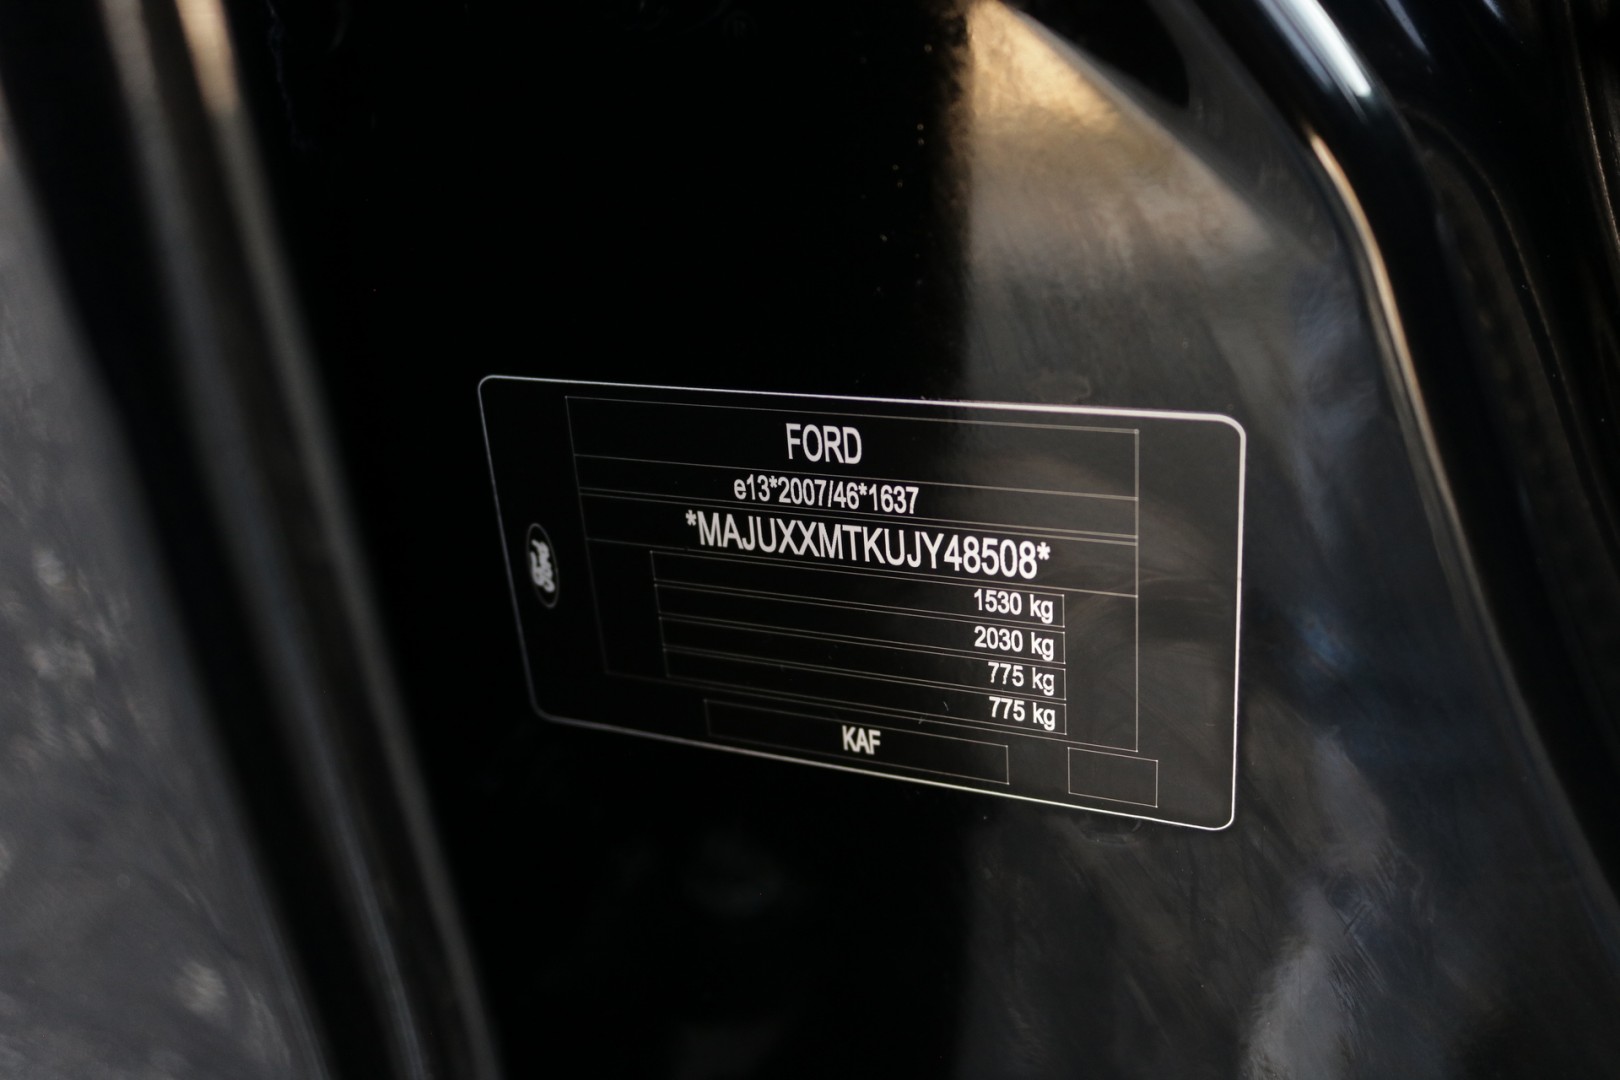 FORD
e13*2007/46*1637
*MAJUXXMTKUJY48508*
1530 kg
2030 kg
775 kg
775 kg
KAF